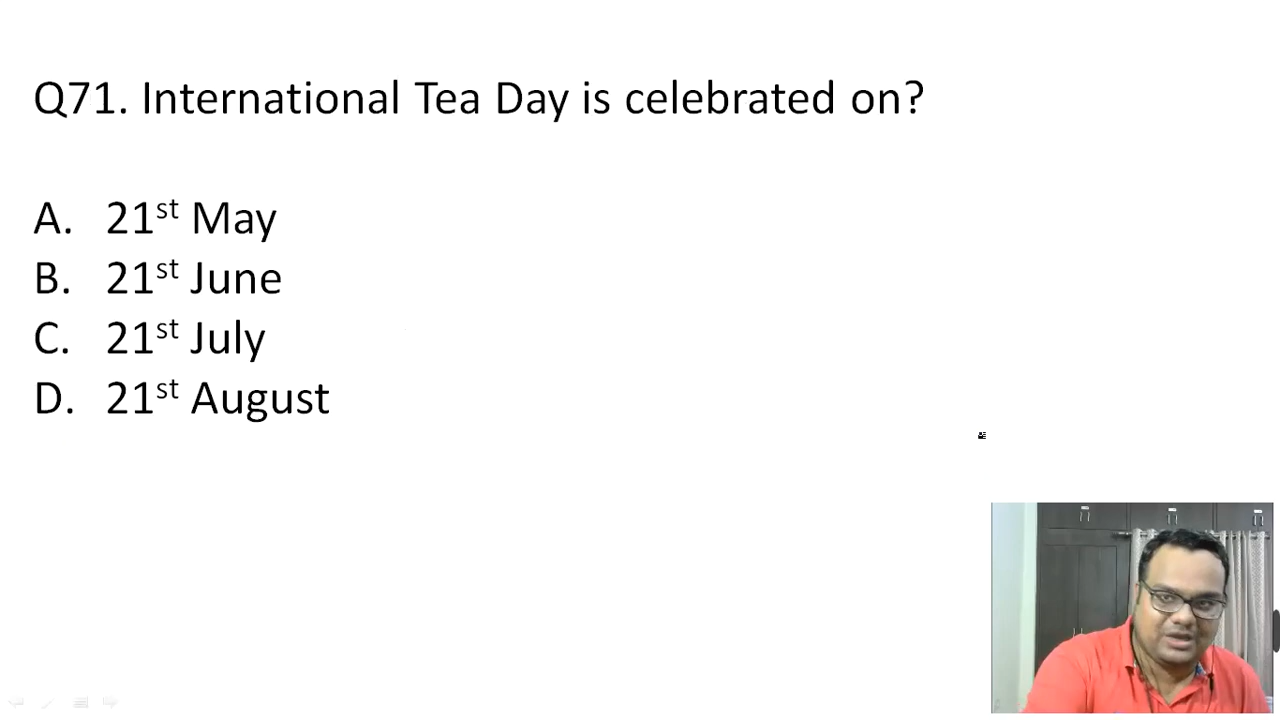 Q71. International Tea Day is celebrated on?
A. 21st May
B. 21st June
C. 21st July
D. 21st August